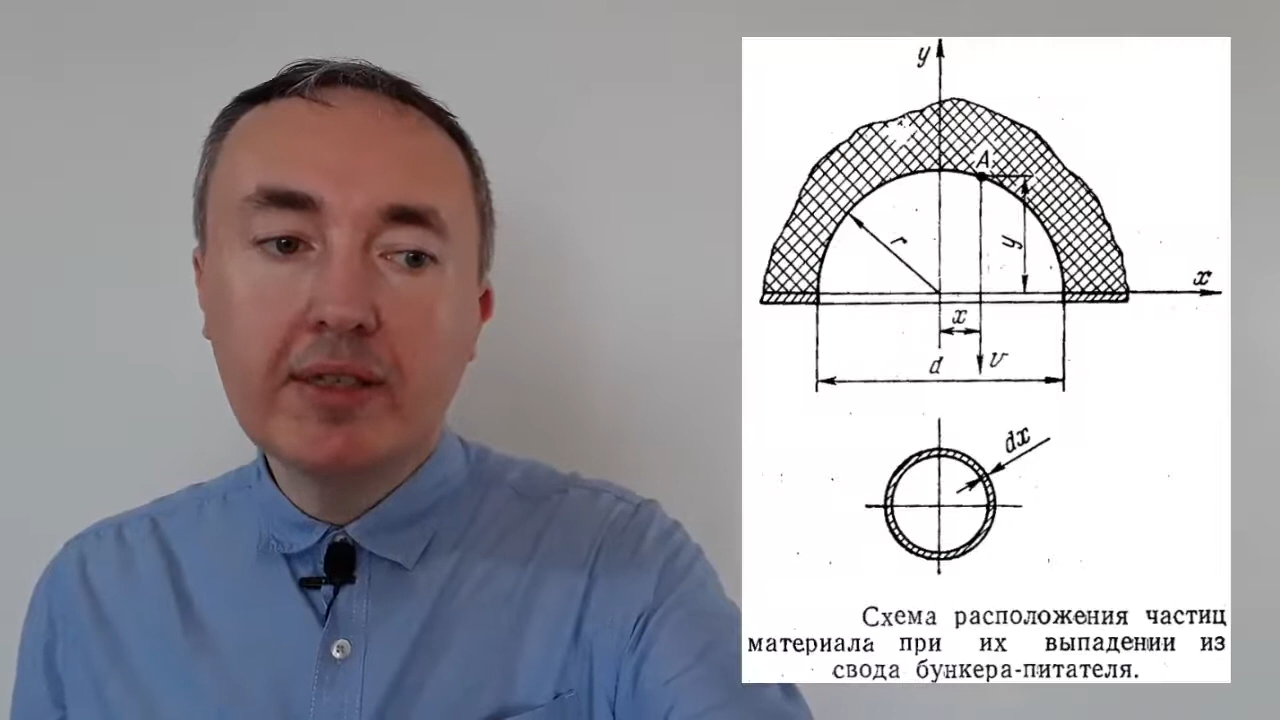 y
A
r
y
x
x
d
v
dx
Схема расположения частиц
материала при их выпадении из
свода бункера-питателя.